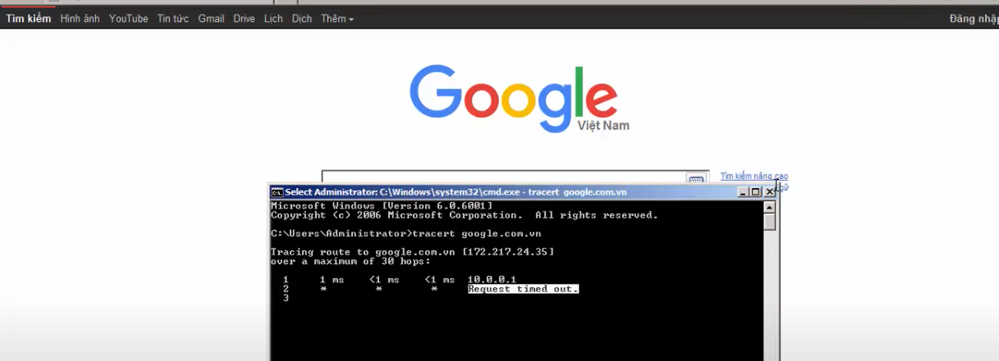 Tìm kiếm Hình ảnh YouTube Tin tức Gmail Drive Lịch Dịch Thêm
Đăng nhập
Google
Việt Nam
Tìm kiếm nâng cao
Select Administrator: C:\Windows\system32\cmd.exe - tracert google.com.vn
Microsoft Windows [Version 6.0.6001]
Copyright (c) 2006 Microsoft Corporation. All rights reserved.
C:\Users\Administrator>tracert google.com.vn
Tracing route to google.com.vn [172.217.24.35]
over a maximum of 30 hops:
1 1 ms <1 ms <1 ms 10.0.0.1
2 * * * Request timed out.
3